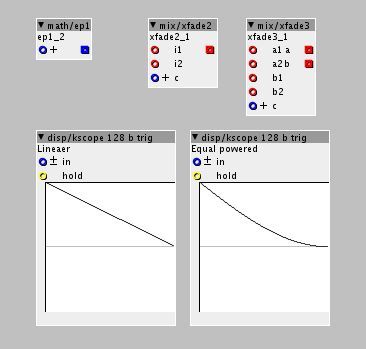 math/ep1
ep1_2
+
mix/xfade2
xfade2_1
i1
i2
+ c
mix/xfade3
xfade3_1
a1 a
a2 b
b1
b2
+ c
disp/kscope 128 b trig
Lineaer
± in
hold
disp/kscope 128 b trig
Equal powered
± in
hold